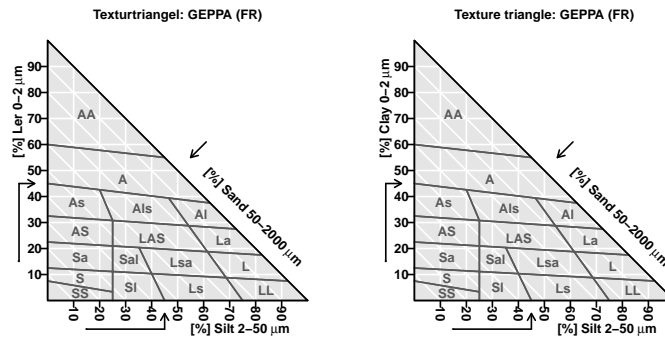 Texturtriangel: GEPPA (FR)
[%] Ler 0−2 µm
90
80
70
60
50
40
30
20
10
AA
A
As
Als
Al
AS
LAS
La
Sa
Sal
Lsa
L
S
SS
Sl
Ls
LL
[%] Sand 50−2000 µm
10
20
30
40
50
60
70
80
90
[%] Silt 2−50 µm
Texture triangle: GEPPA (FR)
[%] Clay 0−2 µm
90
80
70
60
50
40
30
20
10
AA
A
As
Als
Al
AS
LAS
La
Sa
Sal
Lsa
L
S
SS
Sl
Ls
LL
[%] Sand 50−2000 µm
10
20
30
40
50
60
70
80
90
[%] Silt 2−50 µm